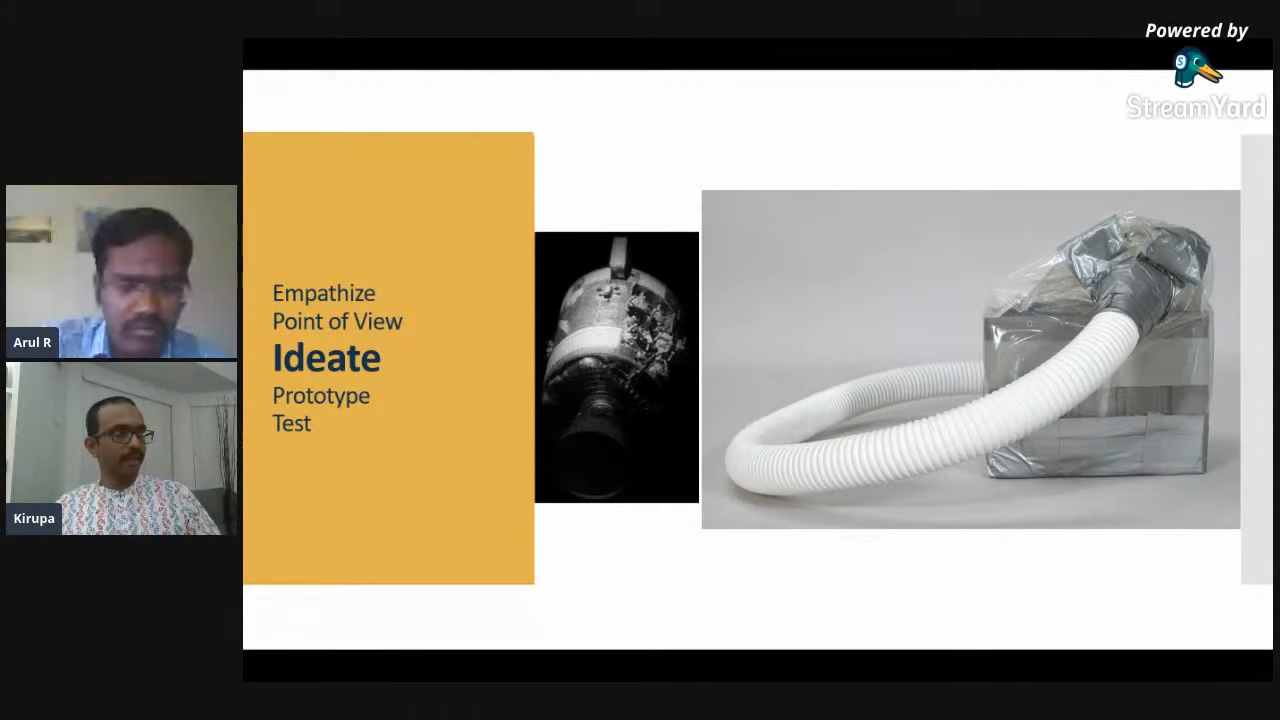 Powered by
StreamYard
Empathize
Point of View
Ideate
Prototype
Test
Arul R
Kirupa